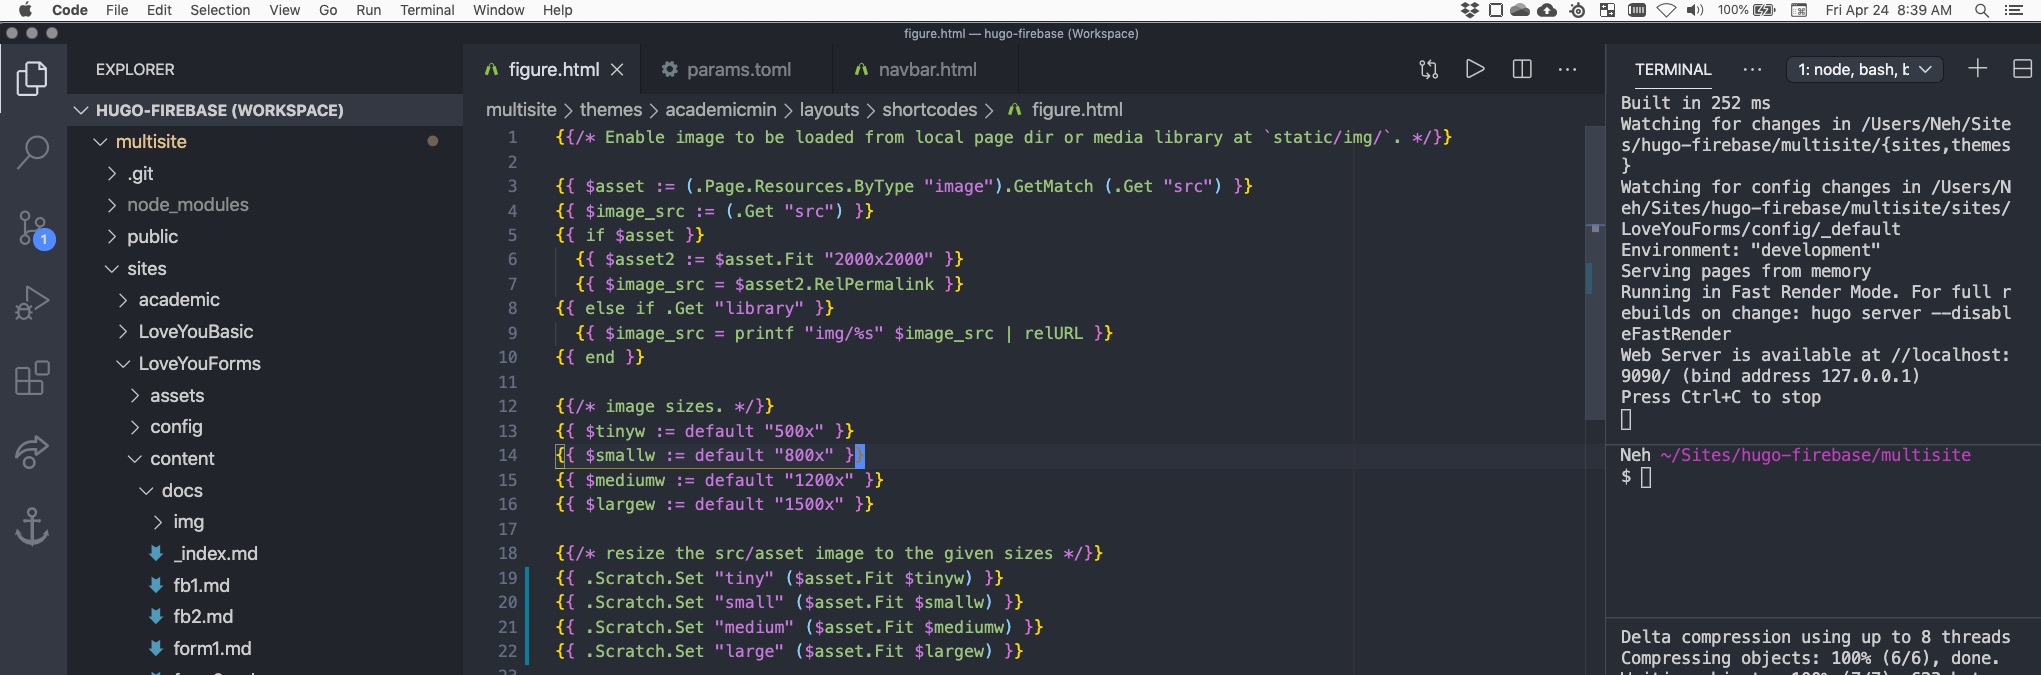 Code File Edit Selection View Go Run Terminal Window Help 100% Fri Apr 24 8:39 AM
figure.html — hugo-firebase (Workspace)
EXPLORER
HUGO-FIREBASE (WORKSPACE)
multisite
.git
node_modules
public
sites
academic
LoveYouBasic
LoveYouForms
assets
config
content
docs
img
_index.md
fb1.md
fb2.md
form1.md
1
figure.html params.toml navbar.html
multisite > themes > academicmin > layouts > shortcodes > figure.html
1 {{/* Enable image to be loaded from local page dir or media library at `static/img/`. */}}
2
3 {{ $asset := (.Page.Resources.ByType "image").GetMatch (.Get "src") }}
4 {{ $image_src := (.Get "src") }}
5 {{ if $asset }}
6 {{ $asset2 := $asset.Fit "2000x2000" }}
7 {{ $image_src = $asset2.RelPermalink }}
8 {{ else if .Get "library" }}
9 {{ $image_src = printf "img/%s" $image_src | relURL }}
10 {{ end }}
11
12 {{/* image sizes. */}}
13 {{ $tinyw := default "500x" }}
14 {{ $smallw := default "800x" }}
15 {{ $mediumw := default "1200x" }}
16 {{ $largew := default "1500x" }}
17
18 {{/* resize the src/asset image to the given sizes */}}
19 {{ .Scratch.Set "tiny" ($asset.Fit $tinyw) }}
20 {{ .Scratch.Set "small" ($asset.Fit $smallw) }}
21 {{ .Scratch.Set "medium" ($asset.Fit $mediumw) }}
22 {{ .Scratch.Set "large" ($asset.Fit $largew) }}
TERMINAL ··· 1: node, bash, b
Built in 252 ms
Watching for changes in /Users/Neh/Site
s/hugo-firebase/multisite/{sites,themes
}
Watching for config changes in /Users/N
eh/Sites/hugo-firebase/multisite/sites/
LoveYouForms/config/_default
Environment: "development"
Serving pages from memory
Running in Fast Render Mode. For full r
ebuilds on change: hugo server --disabl
eFastRender
Web Server is available at //localhost:
9090/ (bind address 127.0.0.1)
Press Ctrl+C to stop
Neh ~/Sites/hugo-firebase/multisite
$
Delta compression using up to 8 threads
Compressing objects: 100% (6/6), done.